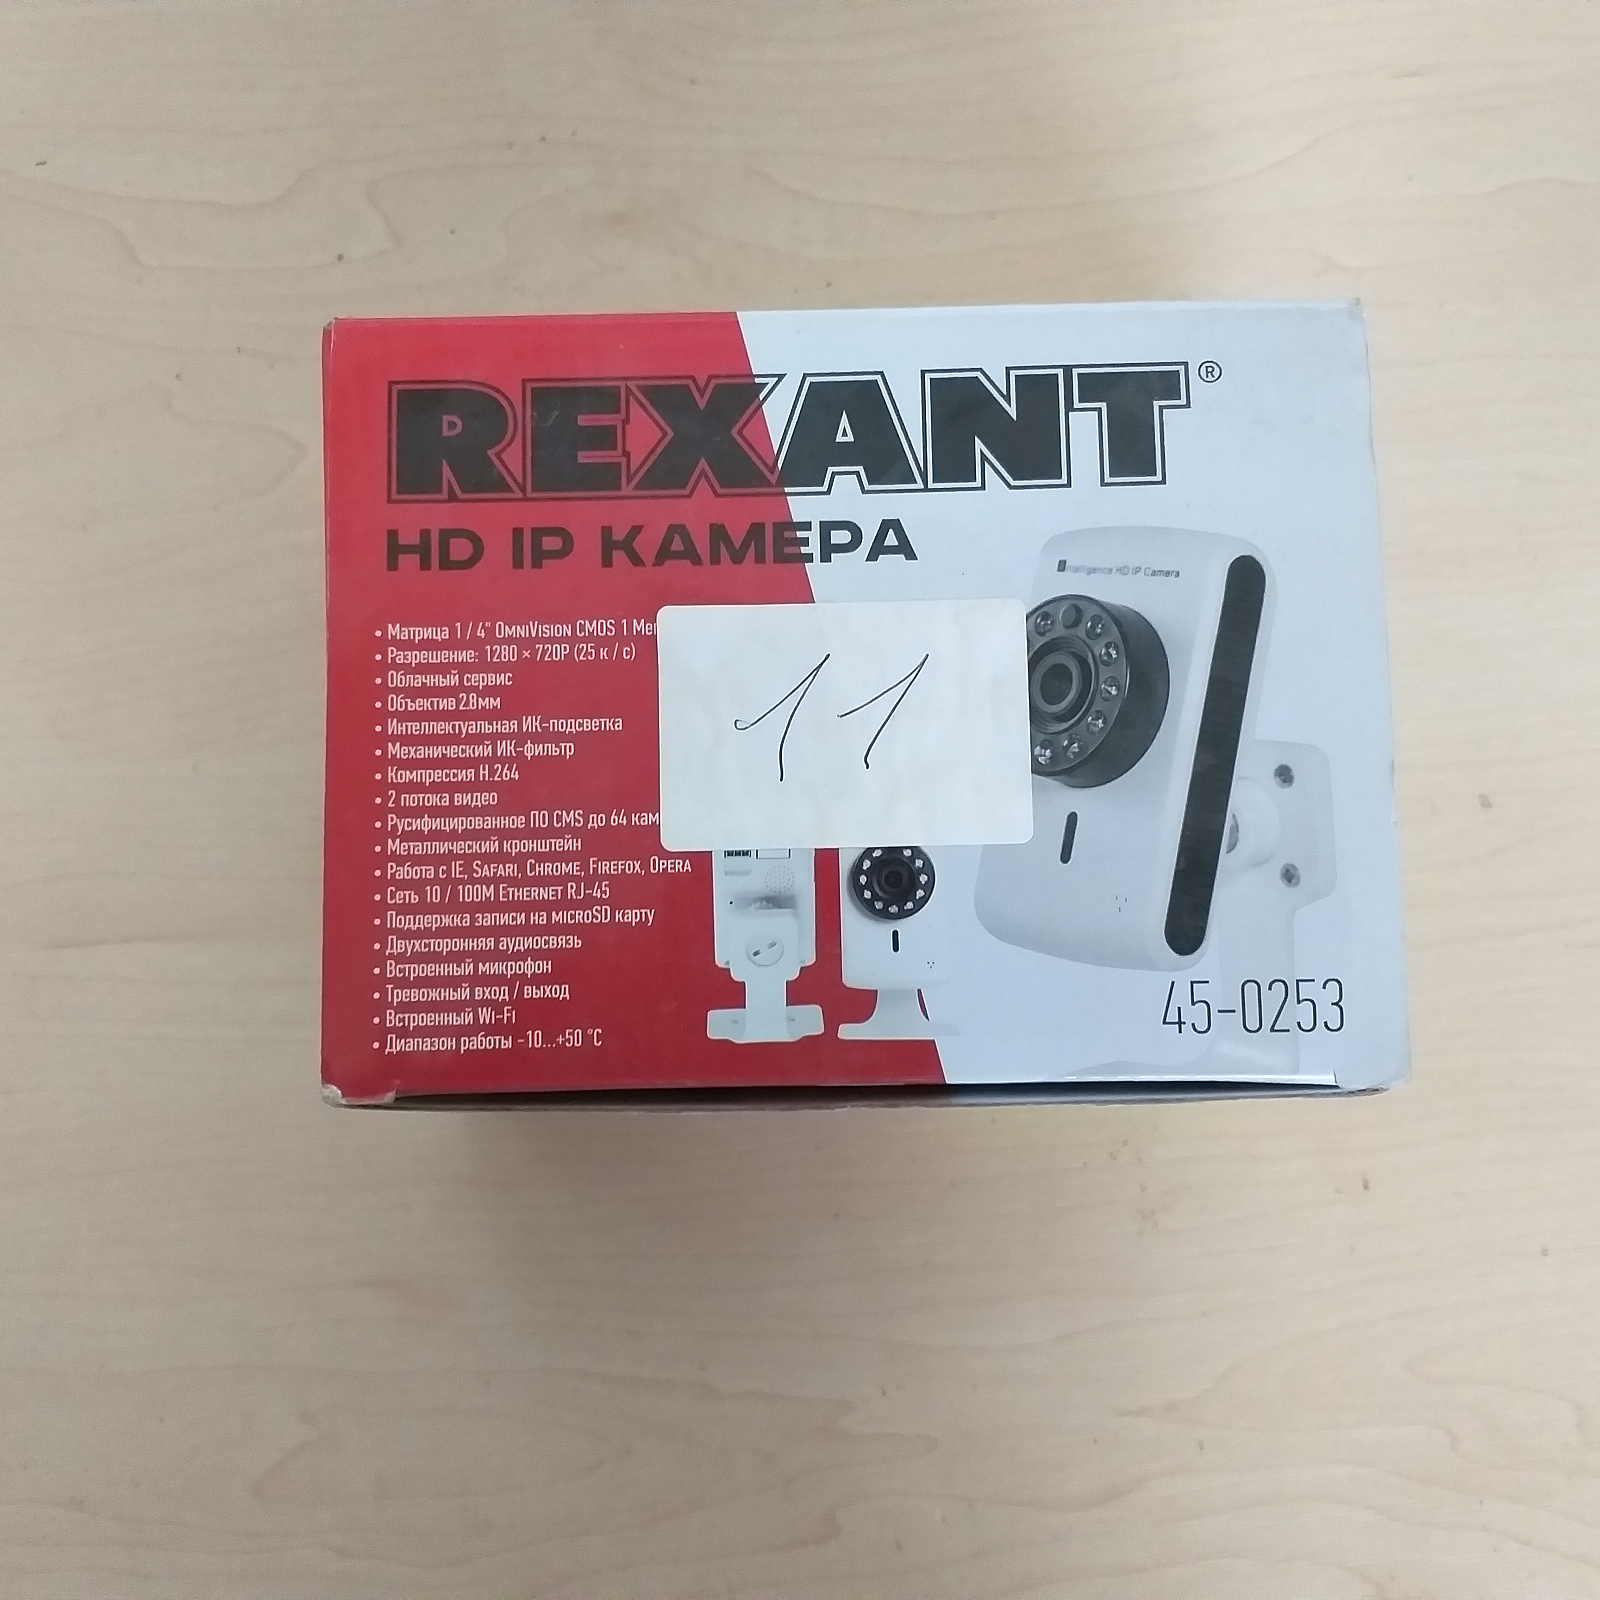 REXANT®
HD IP КАМЕРА
Intelligence HD IP Camera
• Матрица 1 / 4" OmniVision CMOS 1
• Разрешение: 1280 × 720P (25 к / с)
• Облачный сервис
• Объектив 2.8мм
• Интеллектуальная ИК-подсветка
• Механический ИК-фильтр
• Компрессия H.264
• 2 потока видео
• Русифицированное ПО CMS до 64
• Металлический кронштейн
• Работа с IE, Safari, Chrome, Firefox, Opera
• Сеть 10 / 100M Ethernet RJ-45
• Поддержка записи на microSD карту
• Двухсторонняя аудиосвязь
• Встроенный микрофон
• Тревожный вход / выход
• Встроенный Wi-Fi
• Диапазон работы -10...+50 °C
11
45-0253